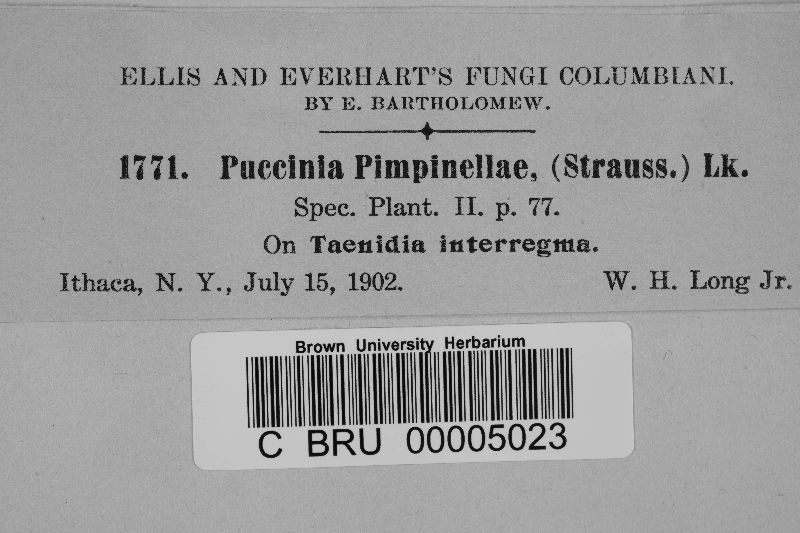 ELLIS AND EVERHART'S FUNGI COLUMBIANI.
BY E. BARTHOLOMEW.
1771. Puccinia Pimpinellae, (Strauss.) Lk.
Spec. Plant. II. p. 77.
On Taenidia interregma.
Ithaca, N. Y., July 15, 1902. W. H. Long Jr.
Brown University Herbarium
C BRU 00005023